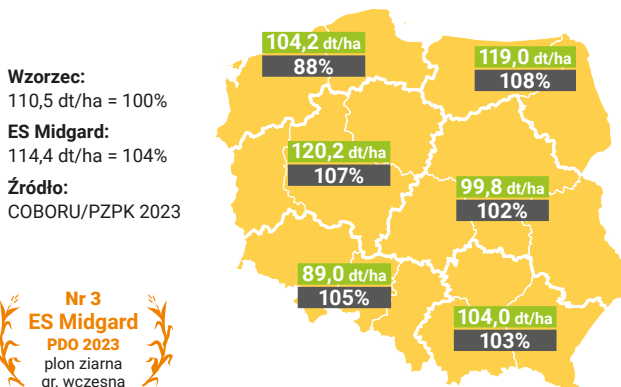 Wzorzec:
110,5 dt/ha = 100%
ES Midgard:
114,4 dt/ha = 104%
Źródło:
COBORU/PZPK 2023
104,2 dt/ha
88%
119,0 dt/ha
108%
120,2 dt/ha
107%
99,8 dt/ha
102%
89,0 dt/ha
105%
104,0 dt/ha
103%
Nr 3
ES Midgard
PDO 2023
plon ziarna
gr. wczesna